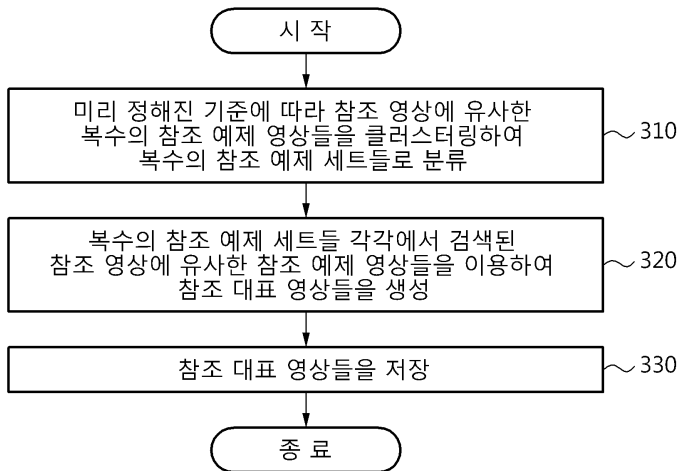 시 작
미리 정해진 기준에 따라 참조 영상에 유사한
복수의 참조 예제 영상들을 클러스터링하여
복수의 참조 예제 세트들로 분류
310
복수의 참조 예제 세트들 각각에서 검색된
참조 영상에 유사한 참조 예제 영상들을 이용하여
참조 대표 영상들을 생성
320
참조 대표 영상들을 저장
330
종 료